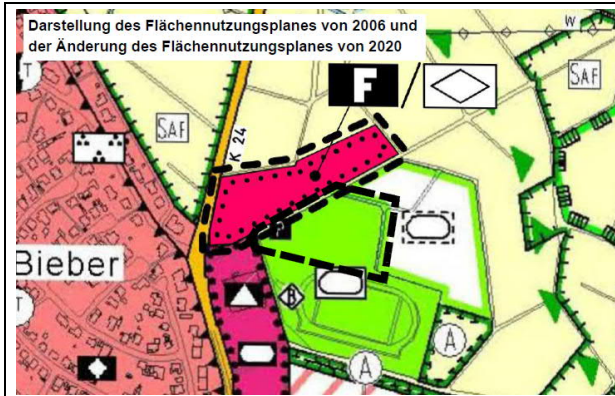 Darstellung des Flächennutzungsplanes von 2006 und
der Änderung des Flächennutzungsplanes von 2020
W
T
SAF
SAF
F
K 24
P
Bieber
B
T
A
A